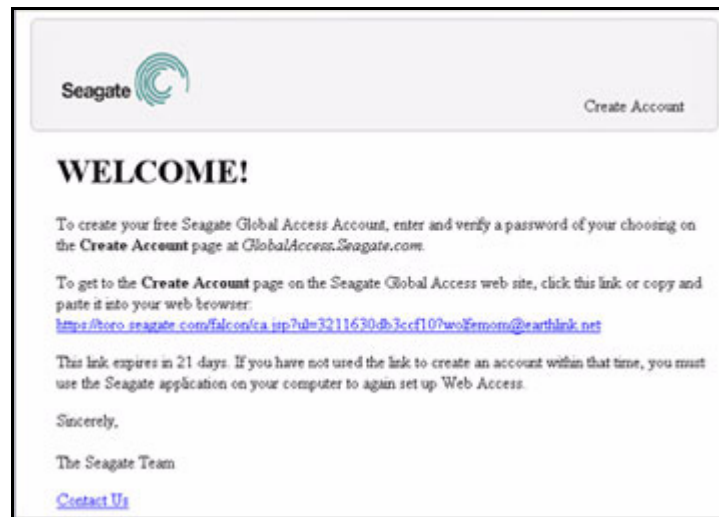 Seagate
Create Account
WELCOME!
To create your free Seagate Global Access Account, enter and verify a password of your choosing on
the Create Account page at GlobalAccess.Seagate.com.
To get to the Create Account page on the Seagate Global Access web site, click this link or copy and
paste it into your web browser:
https://toro.seagate.com/falcon/ca.jsp?ul=3211630db3ccf10?wolfemom@earthlink.net
This link expires in 21 days. If you have not used the link to create an account within that time, you must
use the Seagate application on your computer to again set up Web Access.
Sincerely,
The Seagate Team
Contact Us